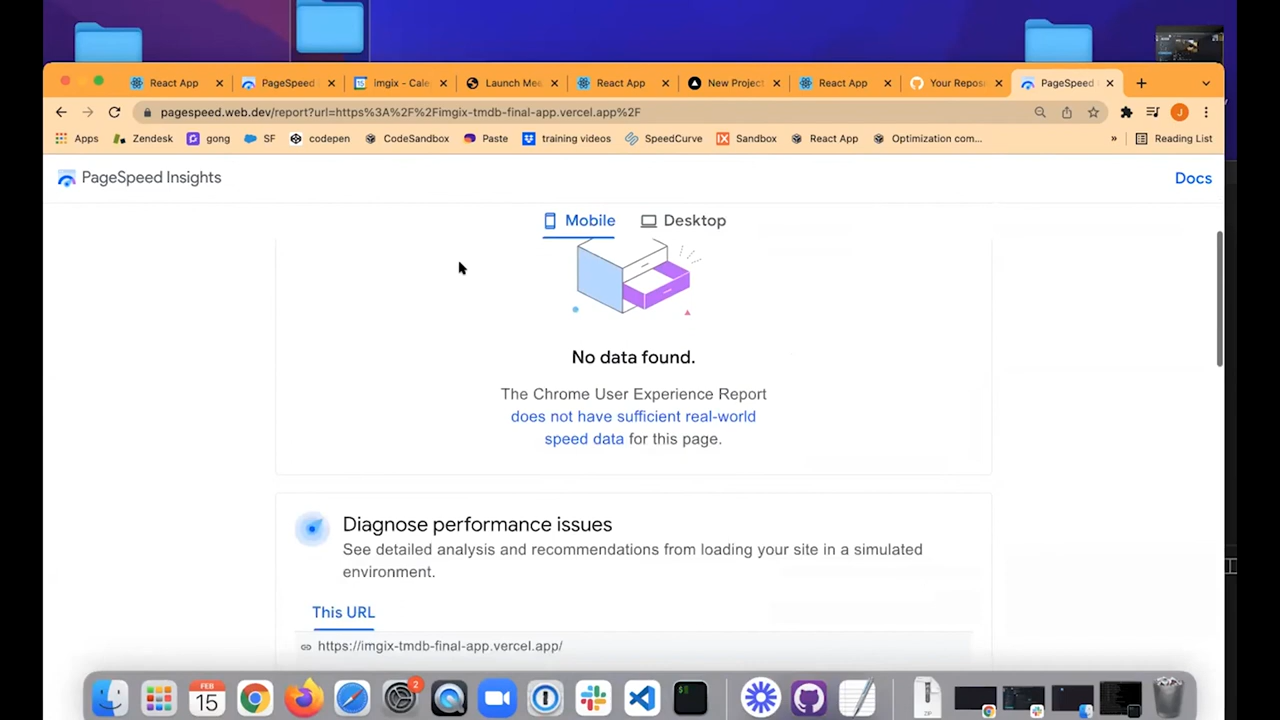 React App
PageSpeed
imgix - Cale
Launch Mee
React App
New Project
React App
Your Repos
PageSpeed
pagespeed.web.dev/report?url=https%3A%2F%2Fimgix-tmdb-final-app.vercel.app%2F
J
Apps
Zendesk
gong
SF
codepen
CodeSandbox
Paste
training videos
SpeedCurve
Sandbox
React App
Optimization com...
»
Reading List
PageSpeed Insights
Docs
Mobile
Desktop
No data found.
The Chrome User Experience Report
does not have sufficient real-world
speed data for this page.
Diagnose performance issues
See detailed analysis and recommendations from loading your site in a simulated
environment.
This URL
https://imgix-tmdb-final-app.vercel.app/
FEB
15
2
ZIP